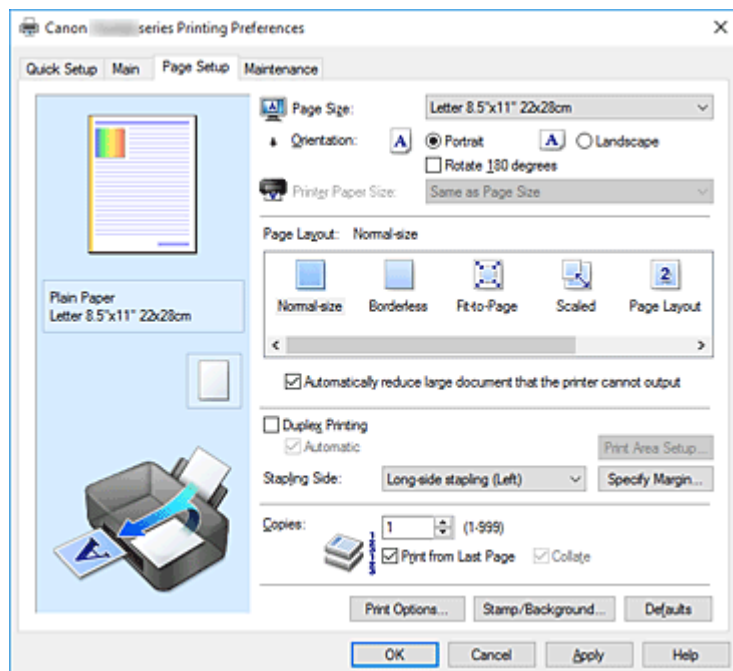 Canon series Printing Preferences
Quick Setup Main Page Setup Maintenance
Page Size: Letter 8.5"x11" 22x28cm
Orientation: A Portrait A Landscape
Rotate 180 degrees
Printer Paper Size: Same as Page Size
Page Layout: Normal-size
2
Normal-size Borderless Fit-to-Page Scaled Page Layout
Plain Paper
Letter 8.5"x11" 22x28cm
Automatically reduce large document that the printer cannot output
Duplex Printing
Automatic Print Area Setup...
Stapling Side: Long-side stapling (Left) Specify Margin...
A
Copies: 1 (1-999)
Print from Last Page Collate
Print Options... Stamp/Background... Defaults
OK Cancel Apply Help